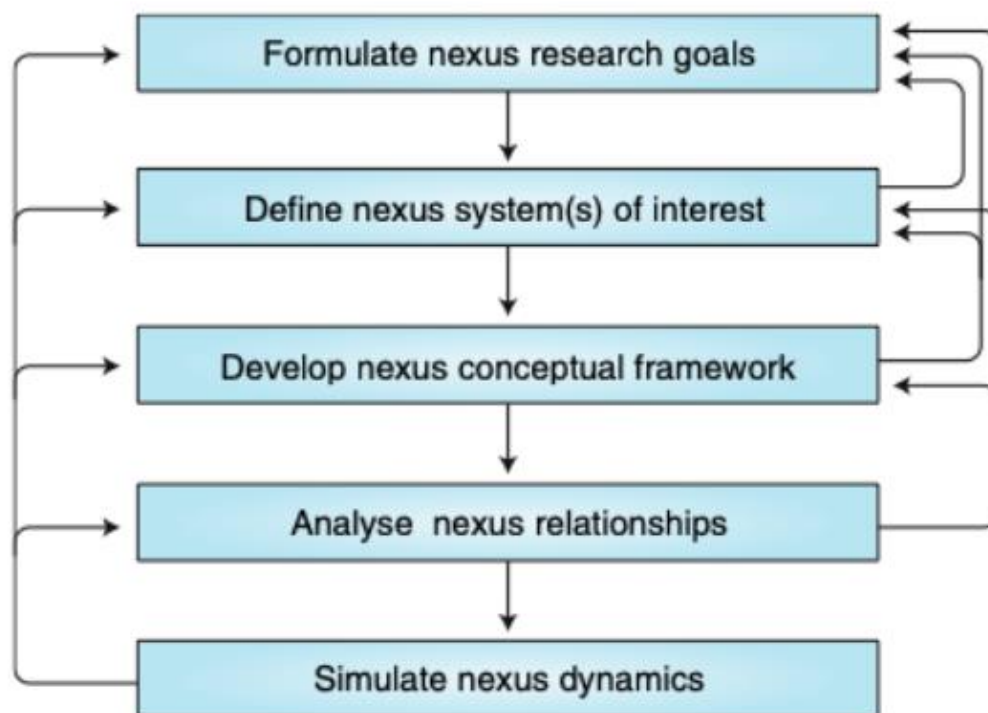 Formulate nexus research goals
Define nexus system(s) of interest
Develop nexus conceptual framework
Analyse nexus relationships
Simulate nexus dynamics